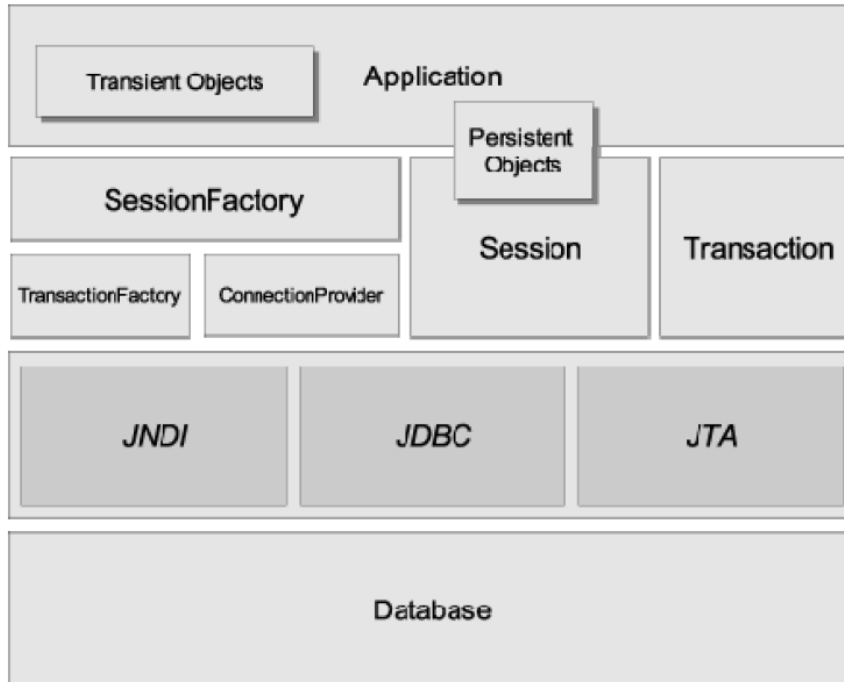 Transient Objects
Application
Persistent
Objects
SessionFactory
Session
Transaction
TransactionFactory
ConnectionProvider
JNDI
JDBC
JTA
Database